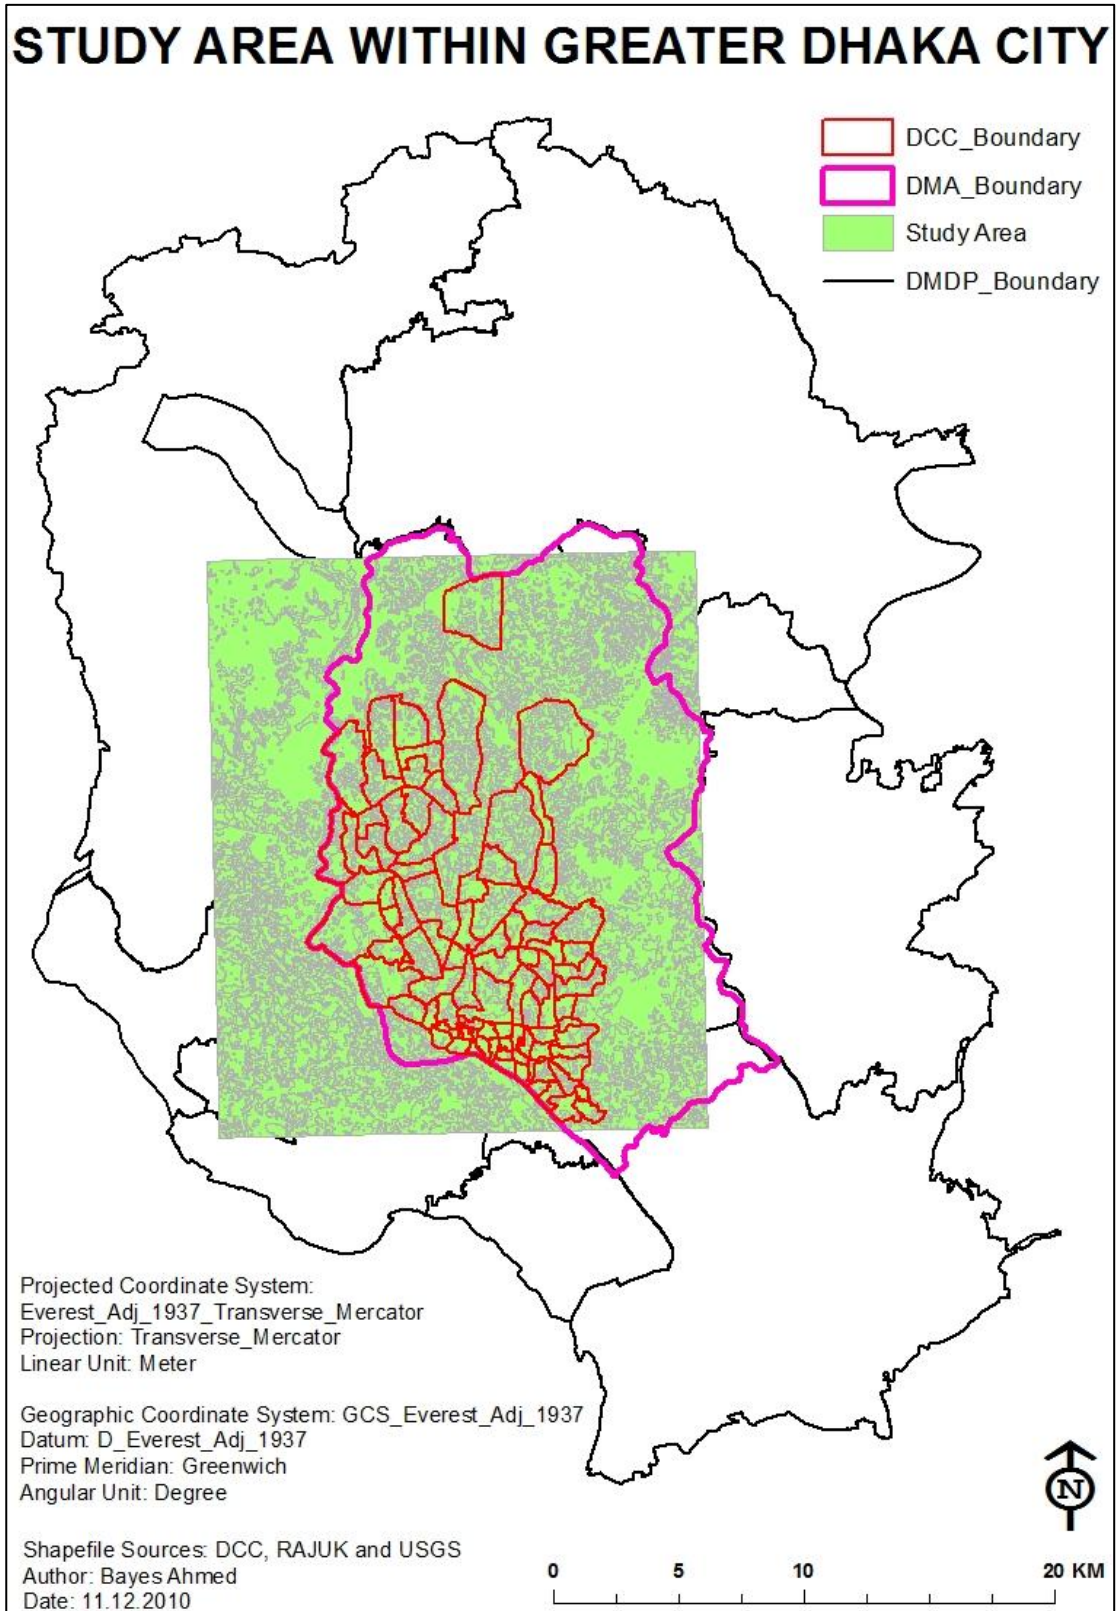 STUDY AREA WITHIN GREATER DHAKA CITY
DCC_Boundary
DMA_Boundary
Study Area
DMDP_Boundary
Projected Coordinate System:
Everest_Adj_1937_Transverse_Mercator
Projection: Transverse_Mercator
Linear Unit: Meter
Geographic Coordinate System: GCS_Everest_Adj_1937
Datum: D_Everest_Adj_1937
Prime Meridian: Greenwich
Angular Unit: Degree
Shapefile Sources: DCC, RAJUK and USGS
Author: Bayes Ahmed
Date: 11.12.2010
N
0 5 10 20 KM